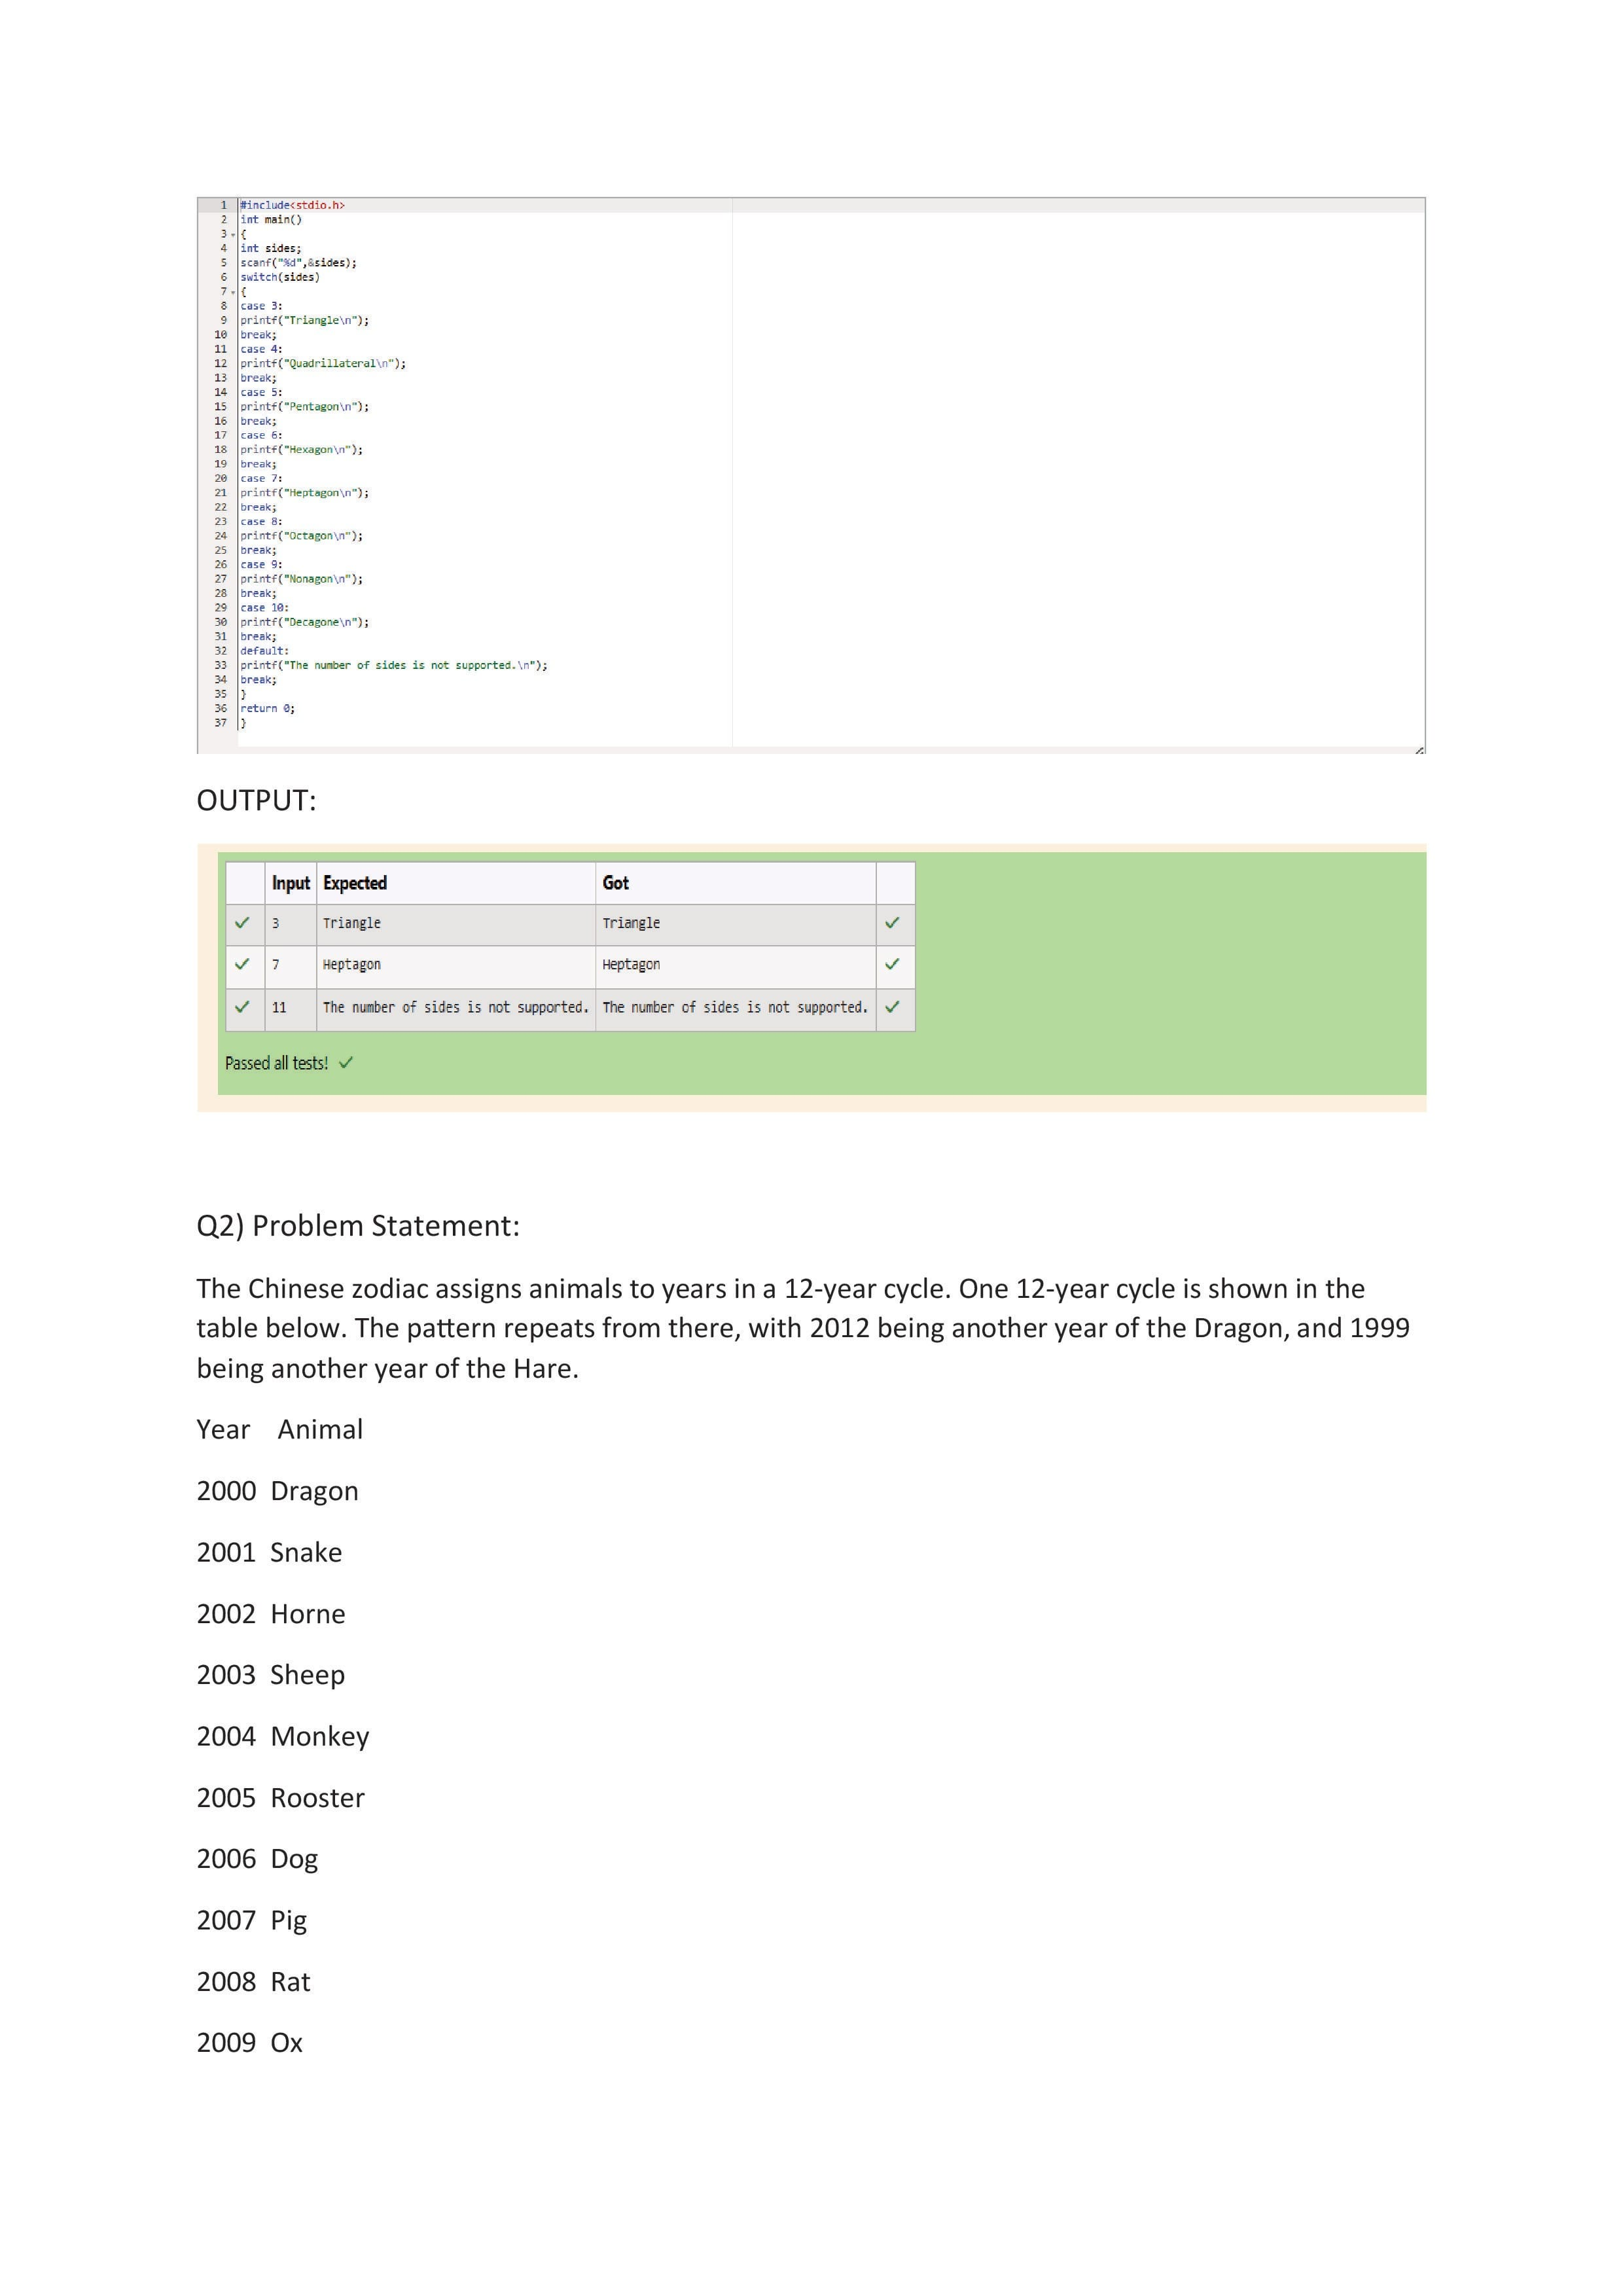 1 #include<stdio.h>
2 int main()
3 {
4 int sides;
5 scanf("%d",&sides);
6 switch(sides)
7 {
8 case 3:
9 printf("Triangle\n");
10 break;
11 case 4:
12 printf("Quadrillateral\n");
13 break;
14 case 5:
15 printf("Pentagon\n");
16 break;
17 case 6:
18 printf("Hexagon\n");
19 break;
20 case 7:
21 printf("Heptagon\n");
22 break;
23 case 8:
24 printf("Octagon\n");
25 break;
26 case 9:
27 printf("Nonagon\n");
28 break;
29 case 10:
30 printf("Decagone\n");
31 break;
32 default:
33 printf("The number of sides is not supported.\n");
34 break;
35 }
36 return 0;
37 }
OUTPUT:
Input Expected Got
✓ 3 Triangle Triangle ✓
✓ 7 Heptagon Heptagon ✓
✓ 11 The number of sides is not supported. The number of sides is not supported. ✓
Passed all tests! ✓
Q2) Problem Statement:
The Chinese zodiac assigns animals to years in a 12-year cycle. One 12-year cycle is shown in the
table below. The pattern repeats from there, with 2012 being another year of the Dragon, and 1999
being another year of the Hare.
Year Animal
2000 Dragon
2001 Snake
2002 Horne
2003 Sheep
2004 Monkey
2005 Rooster
2006 Dog
2007 Pig
2008 Rat
2009 Ox